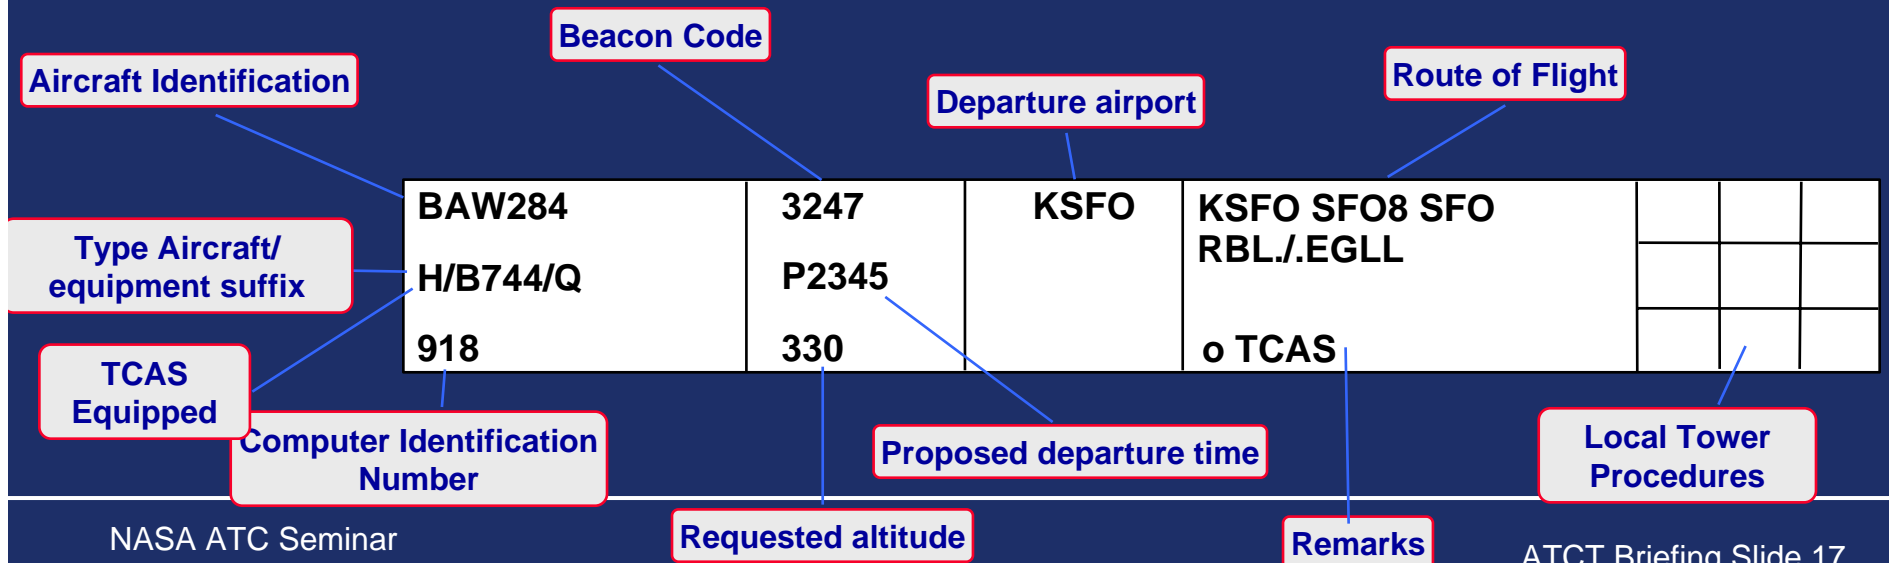 Beacon Code
Aircraft Identification
Route of Flight
Departure airport
BAW284
3247
KSFO
KSFO SFO8 SFO
RBL./.EGLL
Type Aircraft/
equipment suffix
H/B744/Q
P2345
918
330
o TCAS
TCAS
Equipped
Computer Identification
Number
Proposed departure time
Local Tower
Procedures
Requested altitude
Remarks
NASA ATC Seminar
ATCT Briefing Slide 17